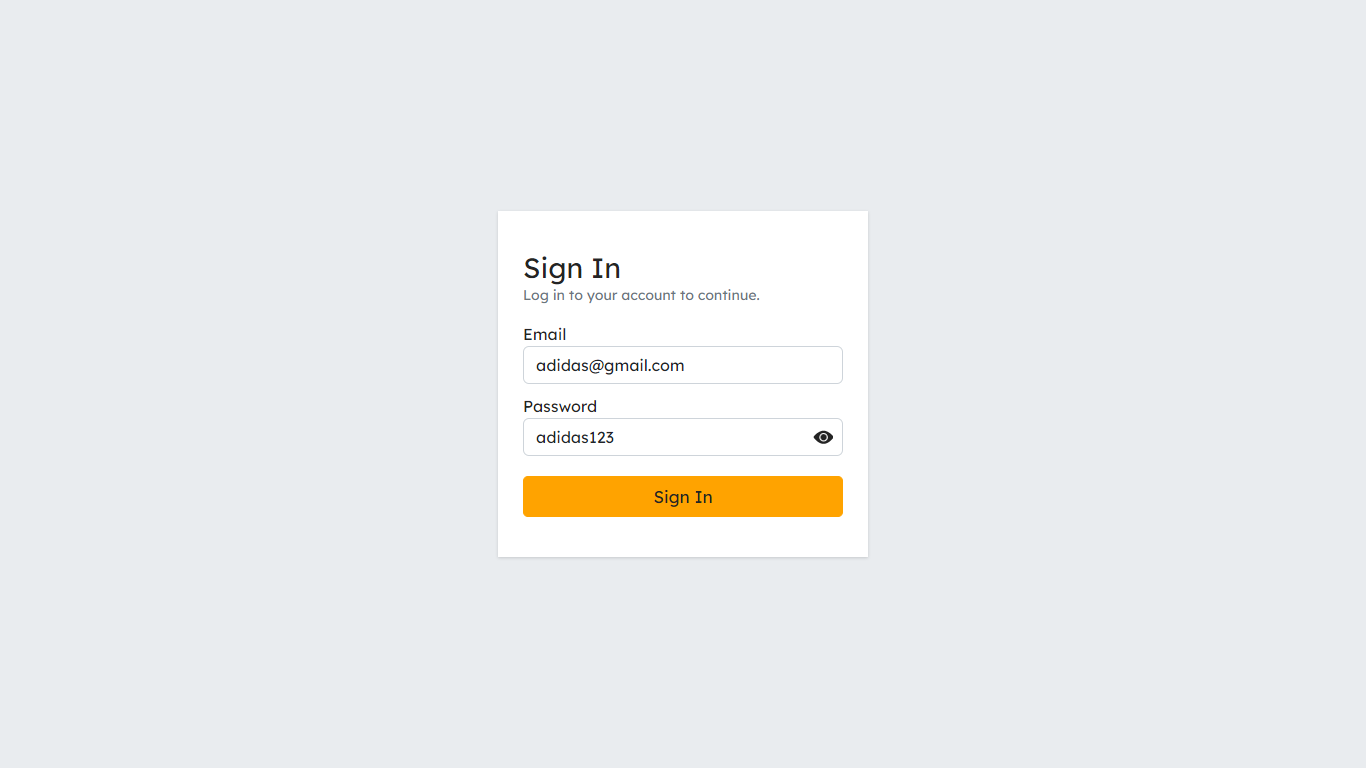 Sign In
Log in to your account to continue.
Email
adidas@gmail.com
Password
adidas123
Sign In